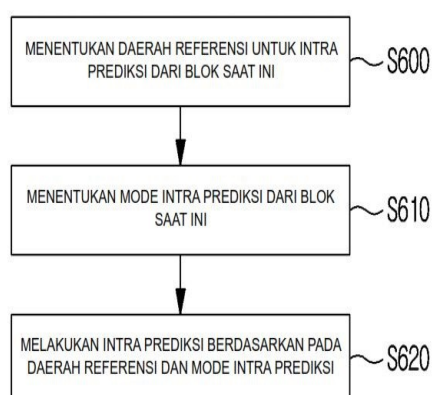 MENENTUKAN DAERAH REFERENSI UNTUK INTRA
PREDIKSI DARI BLOK SAAT INI
S600
MENENTUKAN MODE INTRA PREDIKSI DARI BLOK
SAAT INI
S610
MELAKUKAN INTRA PREDIKSI BERDASARKAN PADA
DAERAH REFERENSI DAN MODE INTRA PREDIKSI
S620